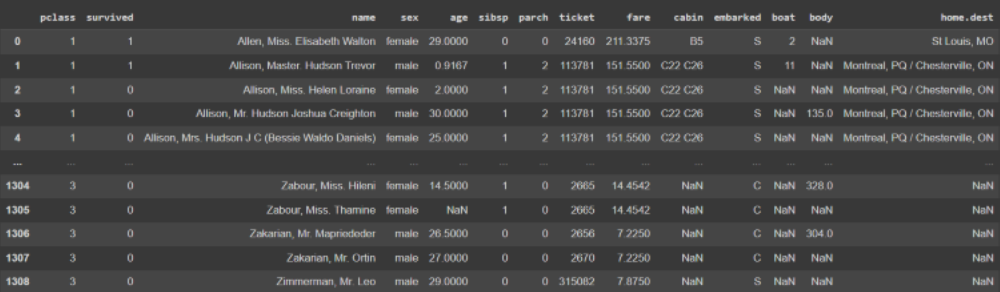 pclass survived name sex age sibsp parch ticket fare cabin embarked boat body home.dest
0 1 1 Allen, Miss. Elisabeth Walton female 29.0000 0 0 24160 211.3375 B5 S 2 NaN St Louis, MO
1 1 1 Allison, Master. Hudson Trevor male 0.9167 1 2 113781 151.5500 C22 C26 S 11 NaN Montreal, PQ / Chesterville, ON
2 1 0 Allison, Miss. Helen Loraine female 2.0000 1 2 113781 151.5500 C22 C26 S NaN NaN Montreal, PQ / Chesterville, ON
3 1 0 Allison, Mr. Hudson Joshua Creighton male 30.0000 1 2 113781 151.5500 C22 C26 S NaN 135.0 Montreal, PQ / Chesterville, ON
4 1 0 Allison, Mrs. Hudson J C (Bessie Waldo Daniels) female 25.0000 1 2 113781 151.5500 C22 C26 S NaN NaN Montreal, PQ / Chesterville, ON
... ... ... ... ... ... ... ... ... ... ... ... ... ... ...
1304 3 0 Zabour, Miss. Hileni female 14.5000 1 0 2665 14.4542 NaN C NaN 328.0 NaN
1305 3 0 Zabour, Miss. Thamine female NaN 1 0 2665 14.4542 NaN C NaN NaN NaN
1306 3 0 Zakarian, Mr. Mapriededer male 26.5000 0 0 2656 7.2250 NaN C NaN 304.0 NaN
1307 3 0 Zakarian, Mr. Ortin male 27.0000 0 0 2670 7.2250 NaN C NaN NaN NaN
1308 3 0 Zimmerman, Mr. Leo male 29.0000 0 0 315082 7.8750 NaN S NaN NaN NaN